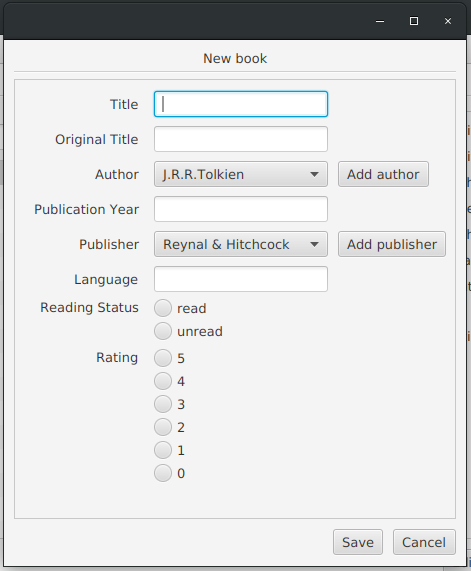 New book
Title
Original Title
Author J.R.R.Tolkien Add author
Publication Year
Publisher Reynal & Hitchcock Add publisher
Language
Reading Status read
unread
Rating 5
4
3
2
1
0
Save Cancel